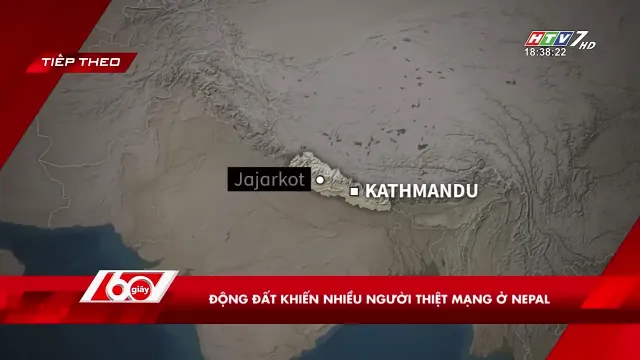 HTV7 HD
18:38:22
TIẾP THEO
Jajarkot
KATHMANDU
60 giây
ĐỘNG ĐẤT KHIẾN NHIỀU NGƯỜI THIỆT MẠNG Ở NEPAL